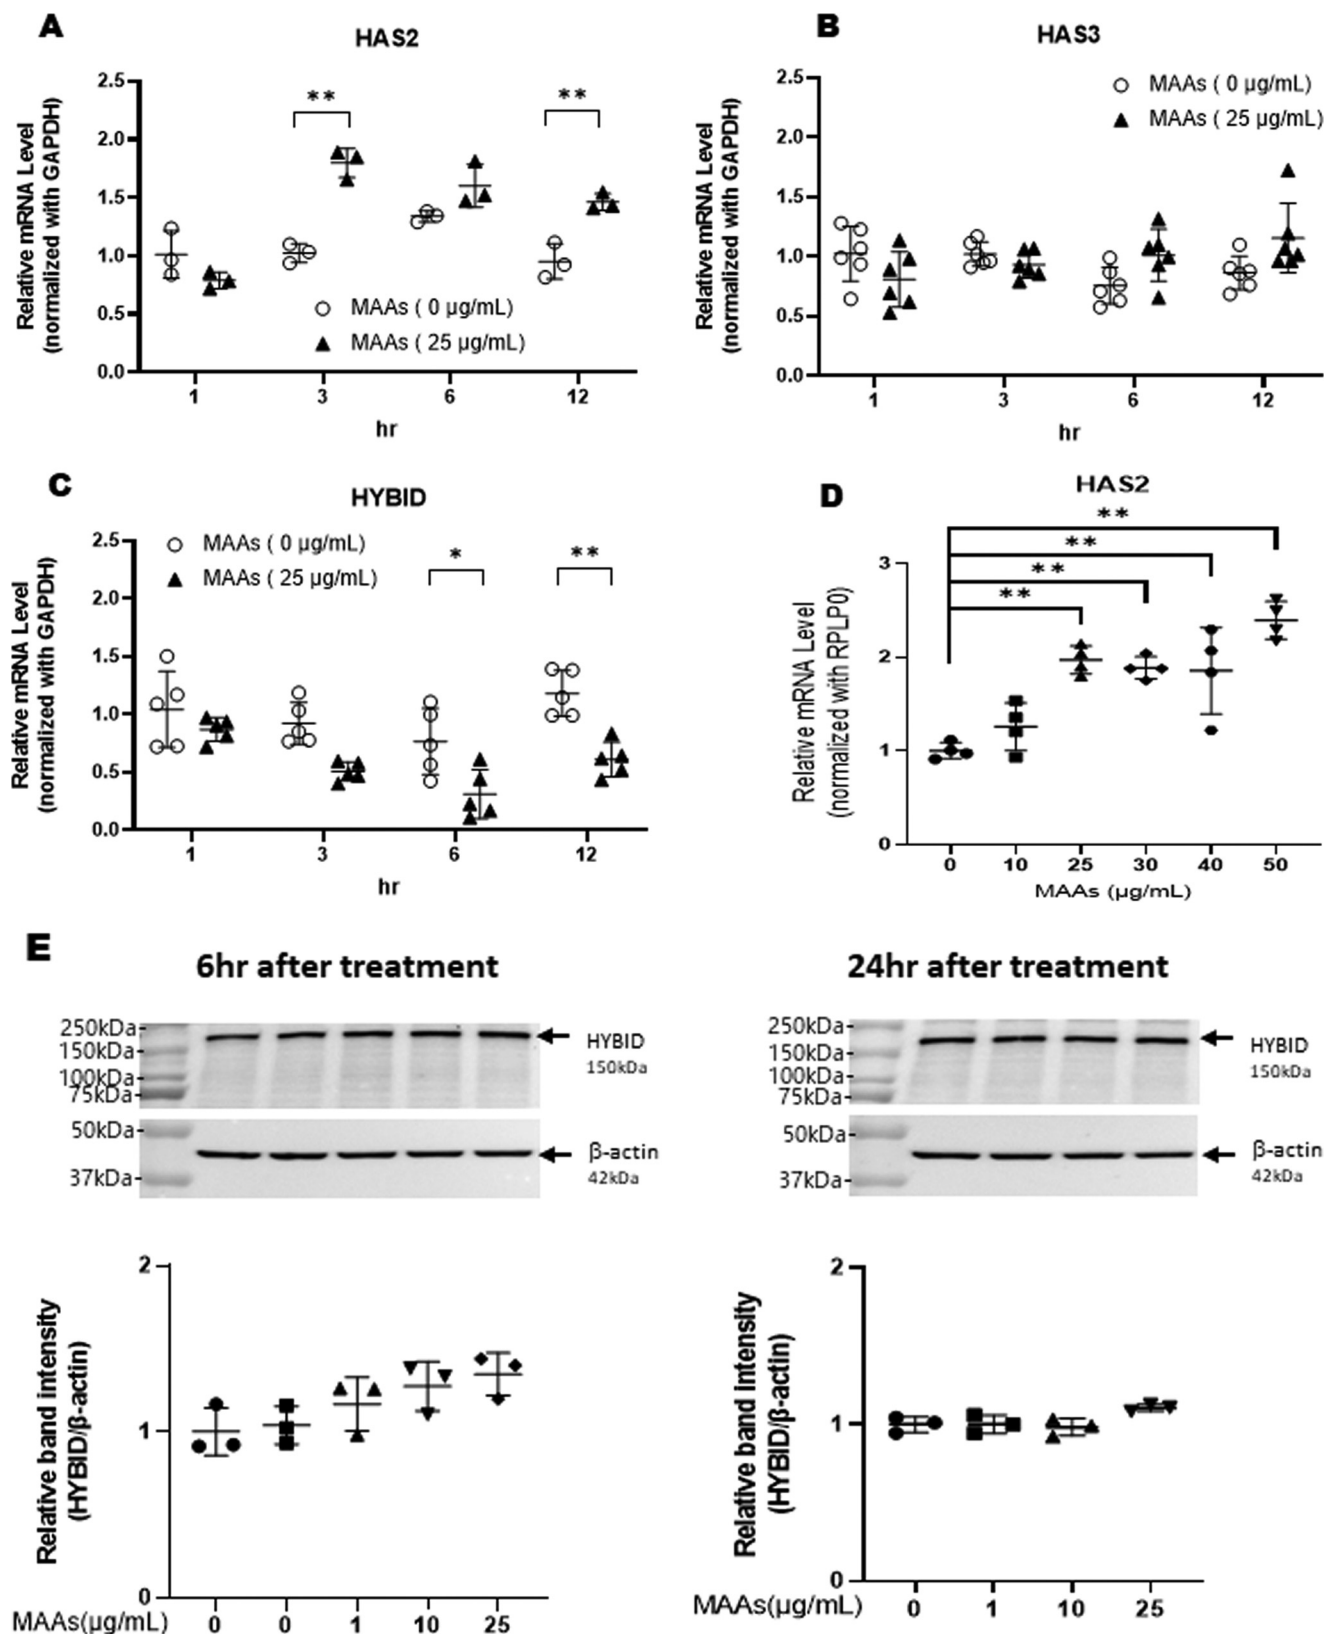 A
HAS2
Relative mRNA Level
(normalized with GAPDH)
2.5
2.0
1.5
1.0
0.5
0.0
**
**
MAAs ( 0 µg/mL)
MAAs ( 25 µg/mL)
1 3 6 12
hr
B
HAS3
Relative mRNA Level
(normalized with GAPDH)
2.5
2.0
1.5
1.0
0.5
0.0
MAAs ( 0 µg/mL)
MAAs ( 25 µg/mL)
1 3 6 12
hr
C
HYBID
Relative mRNA Level
(normalized with GAPDH)
2.5
2.0
1.5
1.0
0.5
0.0
MAAs ( 0 µg/mL)
MAAs ( 25 µg/mL)
*
**
1 3 6 12
hr
D
HAS2
**
**
**
**
Relative mRNA Level
(normalized with RPLP0)
3
2
1
0
0 10 25 30 40 50
MAAs (µg/mL)
E
6hr after treatment
250kDa
150kDa
100kDa
75kDa
HYBID
150kDa
50kDa
37kDa
β-actin
42kDa
Relative band intensity
(HYBID/β-actin)
2
1
0
MAAs(µg/mL) 0 0 1 10 25
24hr after treatment
250kDa
150kDa
100kDa
75kDa
HYBID
150kDa
50kDa
37kDa
β-actin
42kDa
Relative band intensity
(HYBID/β-actin)
2
1
0
MAAs(µg/mL) 0 1 10 25